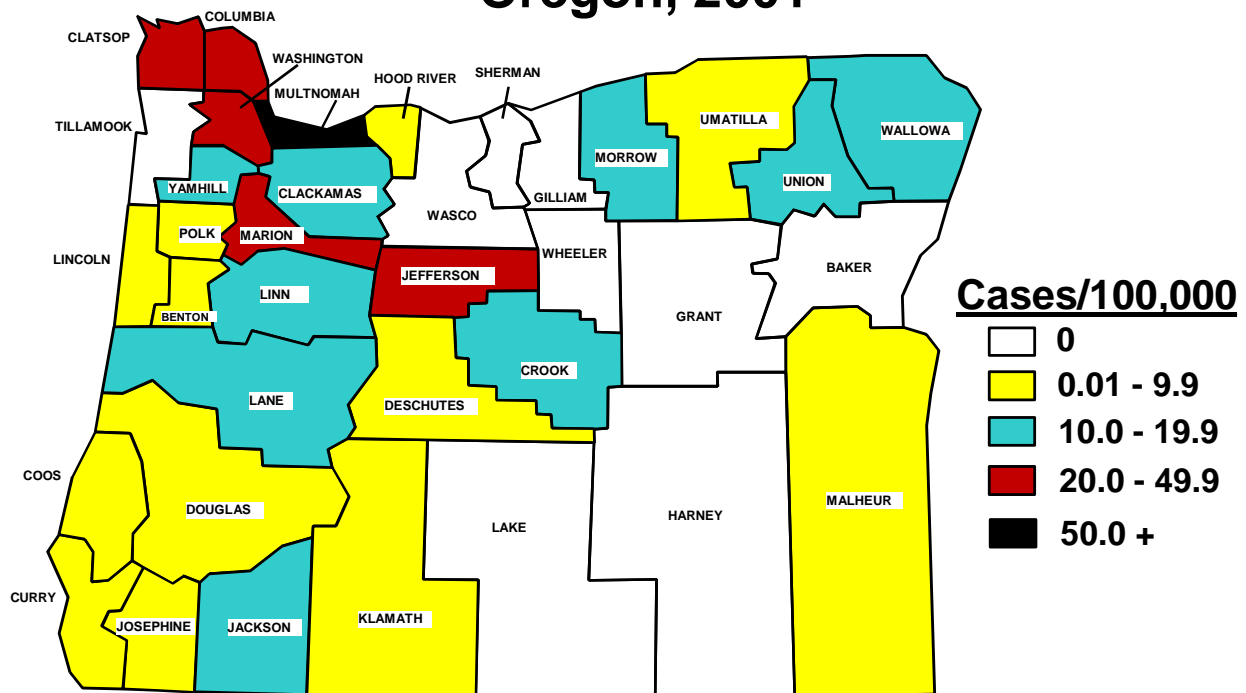 COLUMBIA
CLATSOP
WASHINGTON
HOOD RIVER
SHERMAN
MULTNOMAH
TILLAMOOK
UMATILLA
WALLOWA
MORROW
YAMHILL
CLACKAMAS
UNION
GILLIAM
WASCO
POLK
MARION
LINCOLN
WHEELER
JEFFERSON
BAKER
LINN
BENTON
GRANT
CROOK
LANE
DESCHUTES
COOS
DOUGLAS
LAKE
HARNEY
MALHEUR
CURRY
JOSEPHINE
JACKSON
KLAMATH
Cases/100,000
0
0.01 - 9.9
10.0 - 19.9
20.0 - 49.9
50.0 +